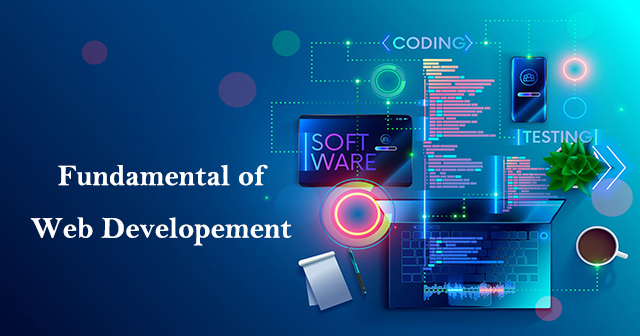 CODING
SOFT
WARE
TESTING
Fundamental of
Web Developement